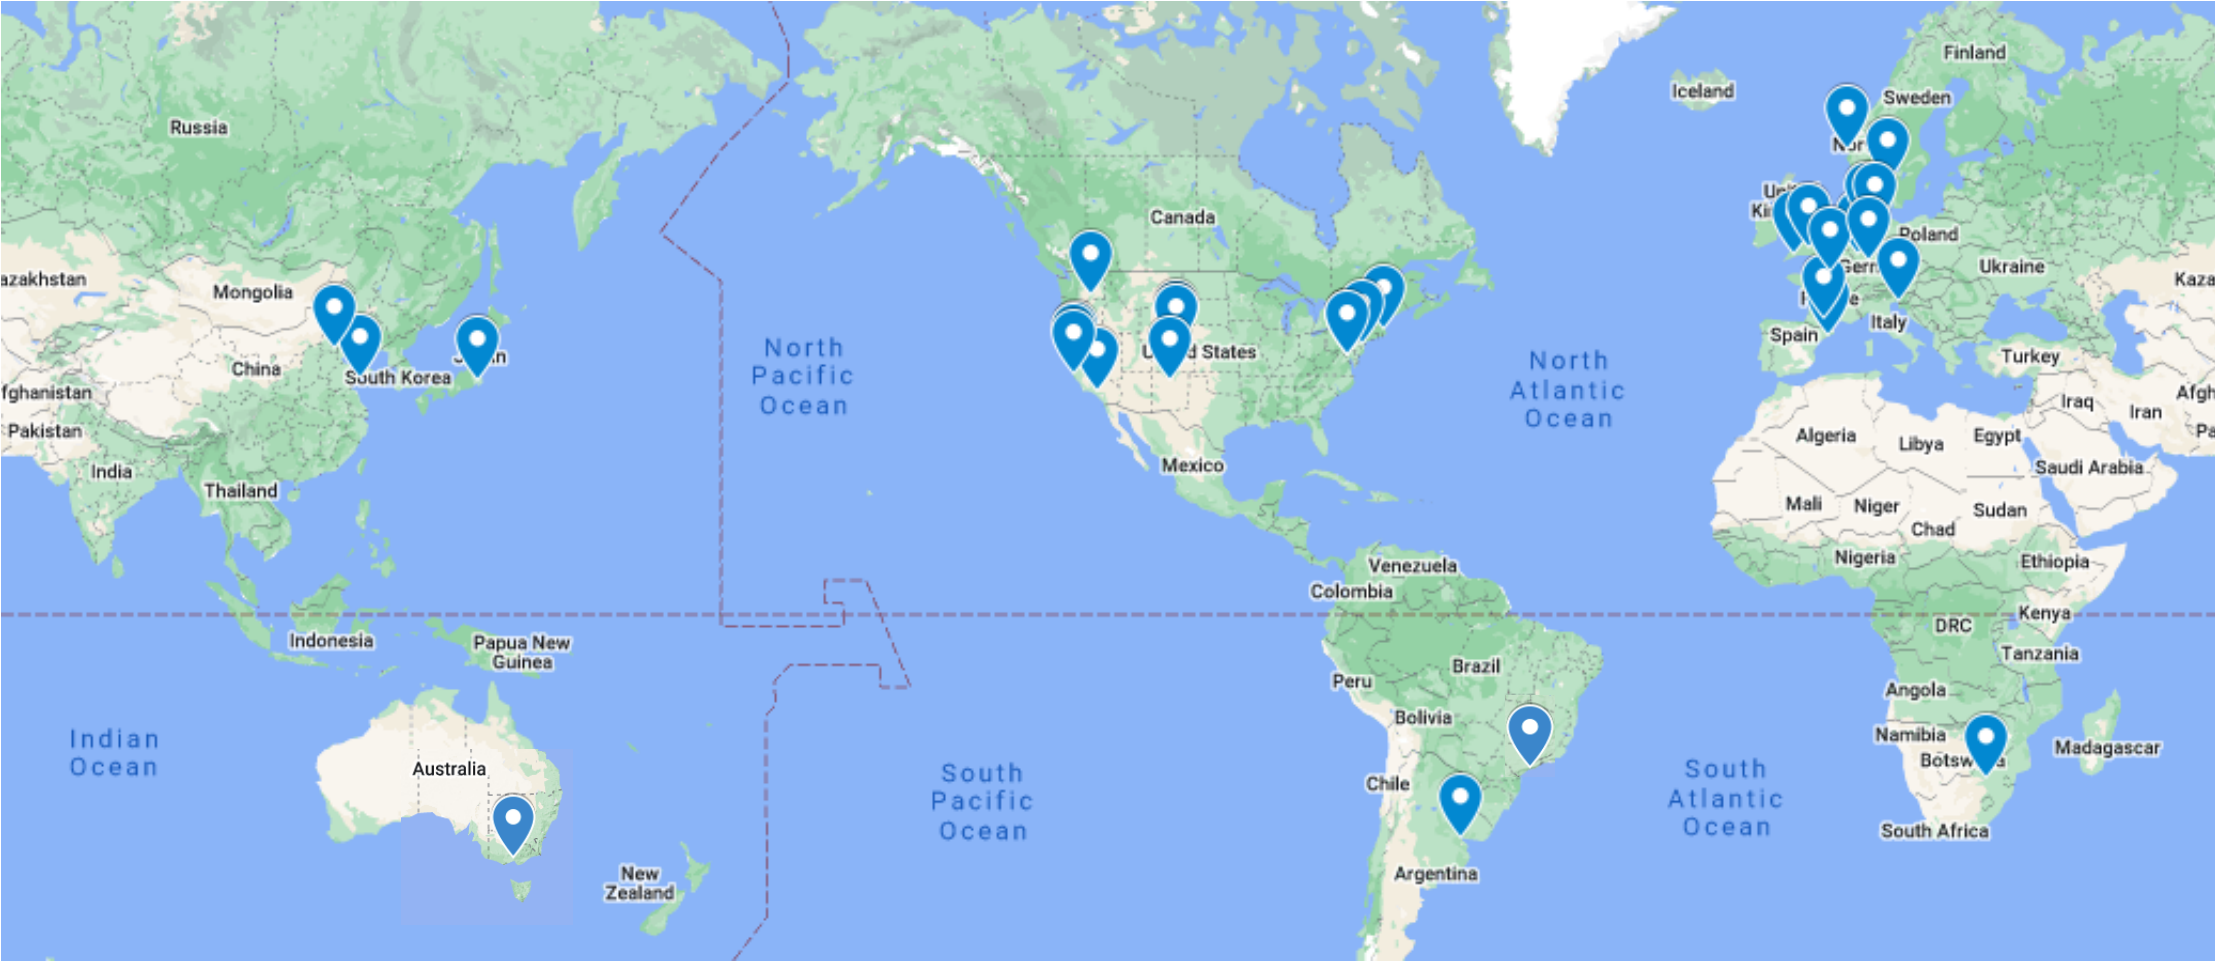 Finland
Iceland
Sweden
Russia
Canada
Poland
Ukraine
azakhstan
Kaza
Mongolia
Spain
Italy
North
Pacific
Ocean
North
Atlantic
Ocean
China
South Korea
Turkey
fghanistan
Afgh
Iraq
Iran
Pakistan
Pa
Algeria
Libya
Egypt
Saudi Arabia
India
Mexico
Thailand
Mali
Niger
Sudan
Chad
Nigeria
Ethiopia
Venezuela
Colombia
Kenya
DRC
Indonesia
Papua New
Guinea
Tanzania
Brazil
Peru
Angola
Bolivia
Indian
Ocean
Namibia
Madagascar
Australia
Chile
South
Pacific
Ocean
South
Atlantic
Ocean
South Africa
New
Zealand
Argentina